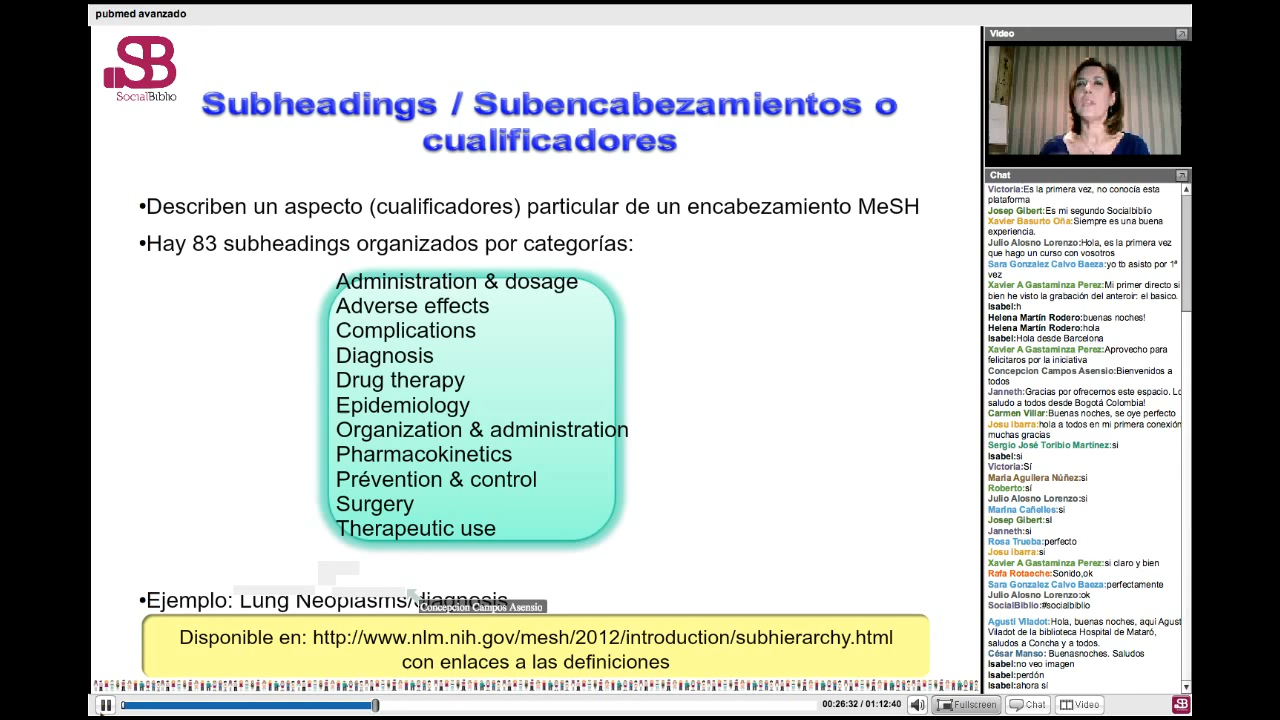 pubmed avanzado
SB
SocialBiblio
Subheadings / Subencabezamientos o
cualificadores
•Describen un aspecto (cualificadores) particular de un encabezamiento MeSH
•Hay 83 subheadings organizados por categorías:
Administration & dosage
Adverse effects
Complications
Diagnosis
Drug therapy
Epidemiology
Organization & administration
Pharmacokinetics
Prévention & control
Surgery
Therapeutic use
•Ejemplo: Lung Neoplasms/diagnosis
Concepcion Campos Asensio
Disponible en: http://www.nlm.nih.gov/mesh/2012/introduction/subhierarchy.html
con enlaces a las definiciones
Video
Chat
Victoria:Es la primera vez, no conocía esta
plataforma
Josep Gibert:Es mi segundo Socialbiblio
Xavier Basurto Oña:Siempre es una buena
experiencia.
Julio Alosno Lorenzo:Hola, es la primera vez
que hago un curso con vosotros
Sara Gonzalez Calvo Baeza:yo tb asisto por 1ª
vez
Xavier A Gastaminza Perez:Mi primer directo si
bien he visto la grabación del anteroir: el basico.
Isabel:h
Helena Martín Rodero:buenas noches!
Helena Martín Rodero:hola
Isabel:Hola desde Barcelona
Xavier A Gastaminza Perez:Aprovecho para
felicitaros por la iniciativa
Concepcion Campos Asensio:Bienvenidos a
todos
Janneth:Gracias por ofrecernos este espacio. Lo
saludo a todos desde Bogotá Colombia!
Carmen Villar:Buenas noches, se oye perfecto
Josu ibarra:hola a todos en mi primera conexión
muchas gracias
Sergio José Toribio Martinez:si
Isabel:si
Victoria:Sí
Maria Aguilera Núñez:si
Roberto:sí
Julio Alosno Lorenzo:si
Marina Cañelles:si
Josep Gibert:sI
Janneth:si
Rosa Trueba:perfecto
Josu ibarra:si
Xavier A Gastaminza Perez:si claro y bien
Rafa Rotaeche:Sonido,ok
Sara Gonzalez Calvo Baeza:perfectamente
Julio Alosno Lorenzo:ok
SocialBiblio:#socialbiblio
Agustí Viladot:Hola, buenas noches, aquí Agust
Viladot de la biblioteca Hospital de Mataró,
saludos a Concha y a todos.
César Manso:Buenasnoches. Saludos
Isabel:no veo imagen
Isabel:perdón
Isabel:ahora sí
00:26:32 / 01:12:40
Fullscreen
Chat
Video
SB